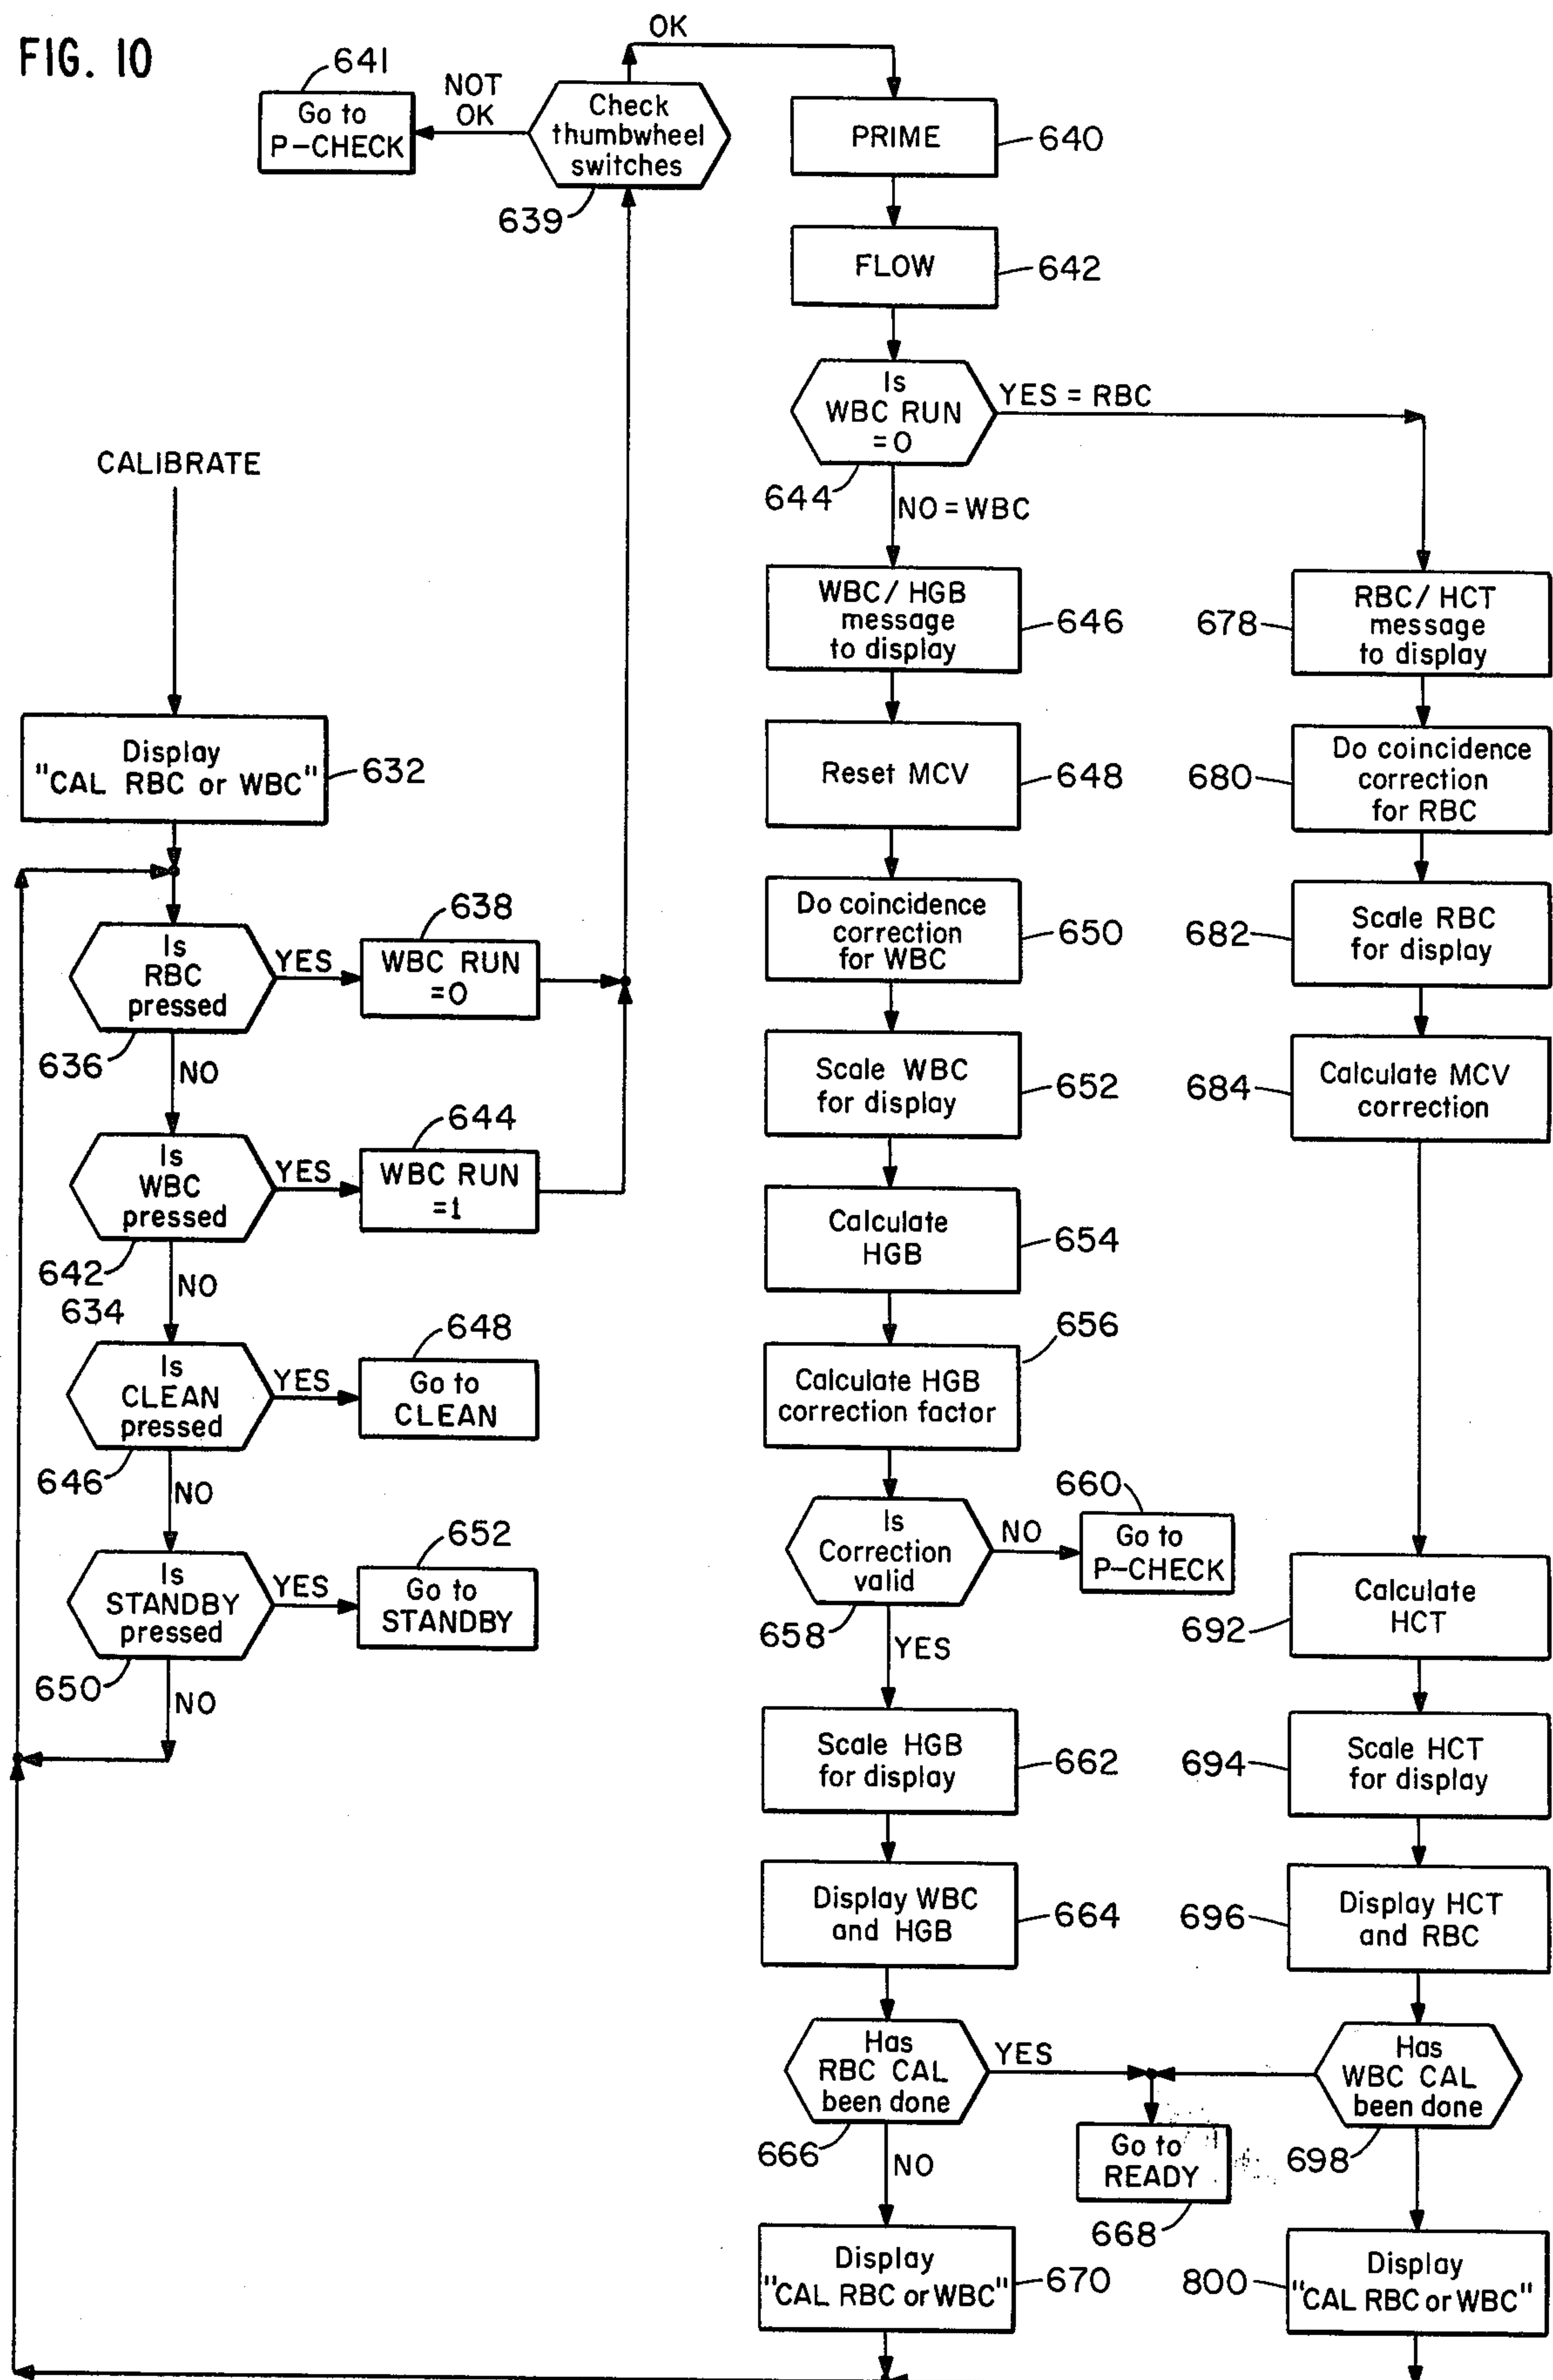 FIG. 10
OK
641
Go to
P-CHECK
NOT
OK
Check
thumbwheel
switches
639
PRIME
640
FLOW
642
Is
WBC RUN
=0
YES = RBC
644
NO = WBC
CALIBRATE
Display
"CAL RBC or WBC"
632
Is
RBC
pressed
YES
636
NO
638
WBC RUN
=0
Is
WBC
pressed
YES
642
NO
644
WBC RUN
=1
634
Is
CLEAN
pressed
YES
646
NO
648
Go to
CLEAN
Is
STANDBY
pressed
YES
650
NO
652
Go to
STANDBY
WBC/ HGB
message
to display
646
Reset MCV
648
Do coincidence
correction
for WBC
650
Scale WBC
for display
652
Calculate
HGB
654
Calculate HGB
correction factor
656
Is
Correction
valid
NO
658
YES
660
Go to
P-CHECK
Scale HGB
for display
662
Display WBC
and HGB
664
Has
RBC CAL
been done
YES
666
NO
Go to
READY
668
Display
"CAL RBC or WBC"
670
RBC/ HCT
message
to display
678
Do coincidence
correction
for RBC
680
Scale RBC
for display
682
Calculate MCV
correction
684
Calculate
HCT
692
Scale HCT
for display
694
Display HCT
and RBC
696
Has
WBC CAL
been done
698
Display
"CAL RBC or WBC"
800